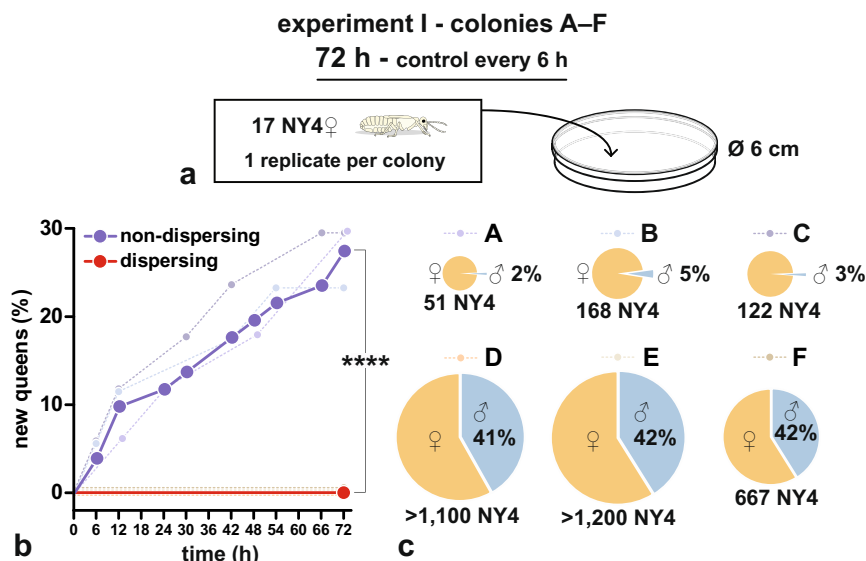 experiment I - colonies A–F
72 h - control every 6 h
17 NY4♀
1 replicate per colony
Ø 6 cm
a
new queens (%)
30
20
10
0
non-dispersing
dispersing
****
0 6 12 18 24 30 36 42 48 54 60 66 72
time (h)
b
A
♀ ♂ 2%
51 NY4
B
♀ ♂ 5%
168 NY4
C
♂ 3%
122 NY4
D
♀ ♂ 41%
>1,100 NY4
E
♀ ♂ 42%
>1,200 NY4
F
♀ ♂ 42%
667 NY4
c